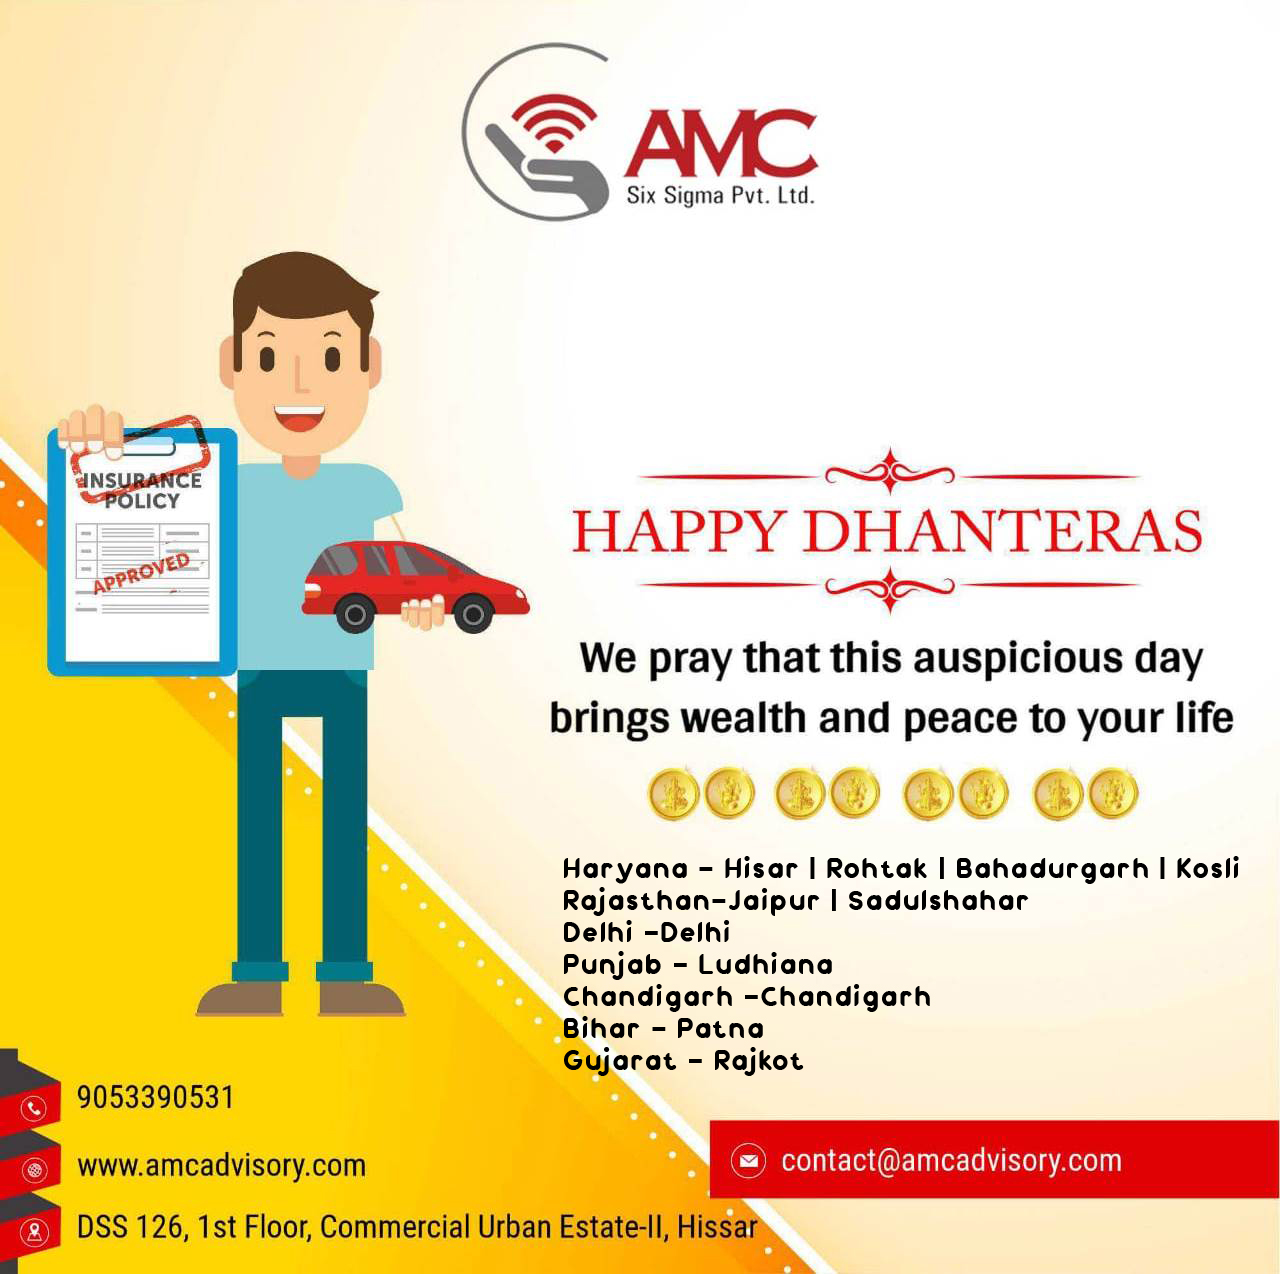 AMC
Six Sigma Pvt. Ltd.
INSURANCE
POLICY
APPROVED
HAPPY DHANTERAS
We pray that this auspicious day
brings wealth and peace to your life
Haryana - Hisar | Rohtak | Bahadurgarh | Kosli
Rajasthan-Jaipur | Sadulshahar
Delhi -Delhi
Punjab - Ludhiana
Chandigarh -Chandigarh
Bihar - Patna
Gujarat - Rajkot
9053390531
www.amcadvisory.com
contact@amcadvisory.com
DSS 126, 1st Floor, Commercial Urban Estate-II, Hissar